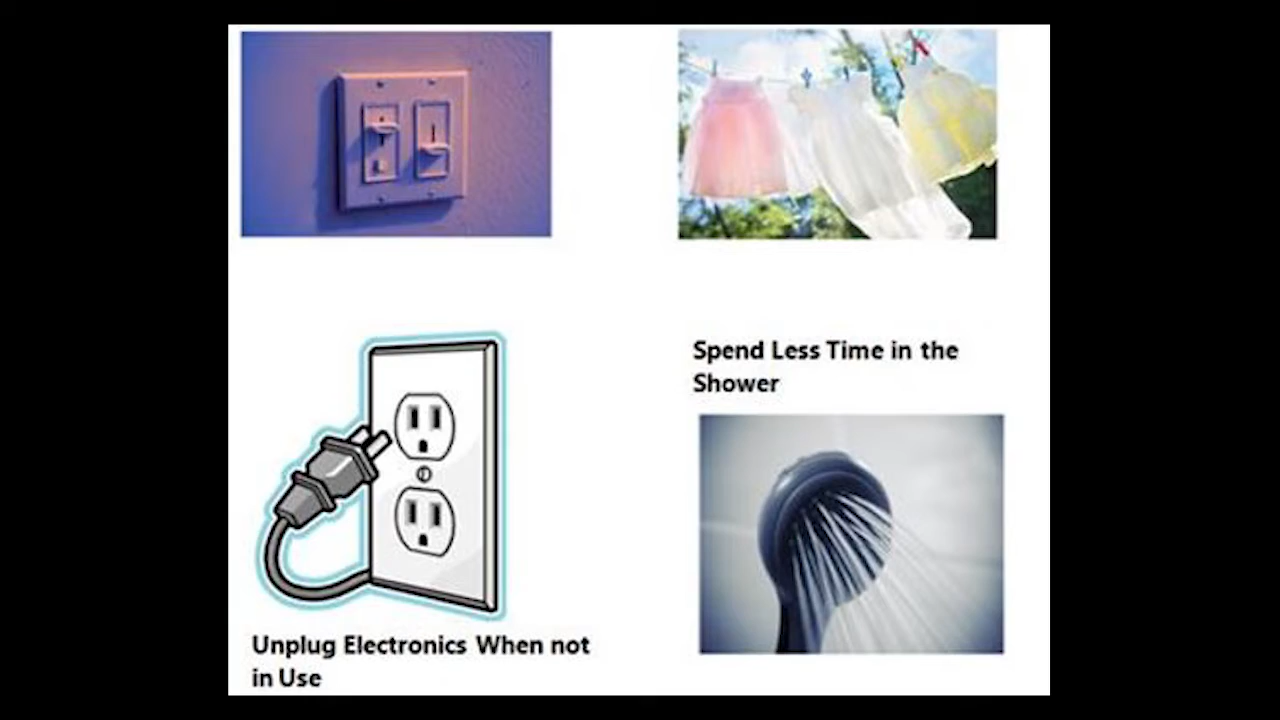 Spend Less Time in the
Shower
Unplug Electronics When not
in Use